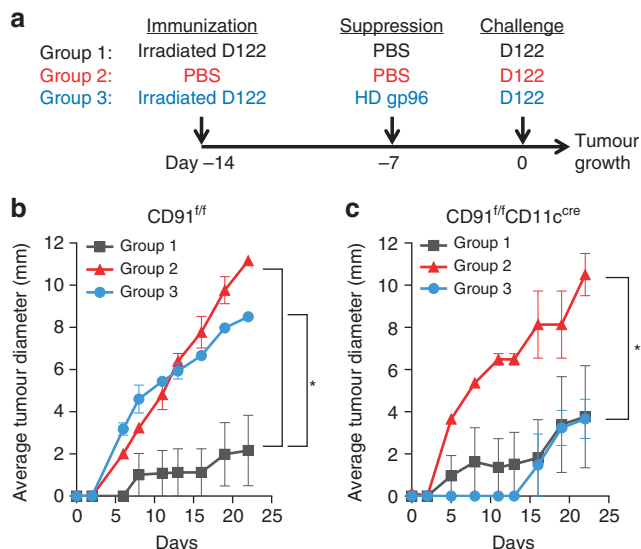 a
Immunization Suppression Challenge
Group 1: Irradiated D122 PBS D122
Group 2: PBS PBS D122
Group 3: Irradiated D122 HD gp96 D122
Day –14 –7 0 Tumour growth
b
CD91f/f
Average tumour diameter (mm)
12
10
8
6
4
2
0
Group 1
Group 2
Group 3
*
0 5 10 15 20 25
Days
c
CD91f/fCD11ccre
Average tumour diameter (mm)
12
10
8
6
4
2
0
Group 1
Group 2
Group 3
*
0 5 10 15 20 25
Days